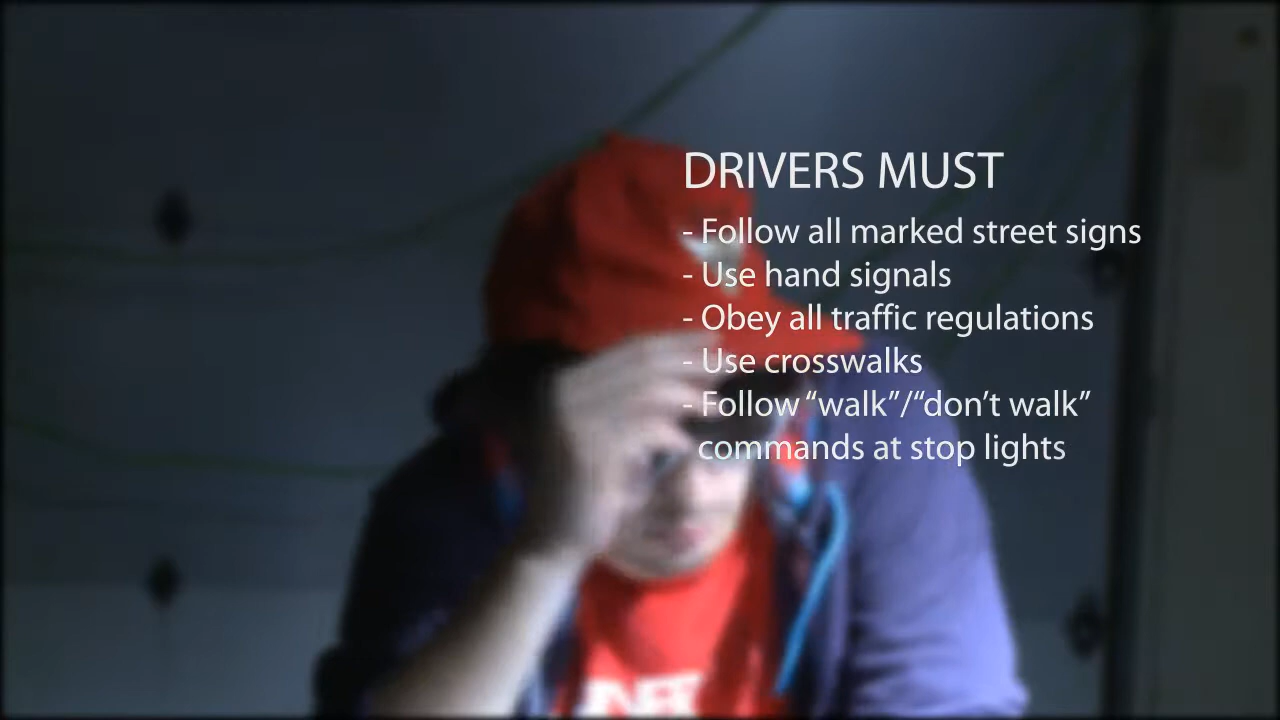 DRIVERS MUST
- Follow all marked street signs
- Use hand signals
- Obey all traffic regulations
- Use crosswalks
- Follow “walk”/“don’t walk”
commands at stop lights